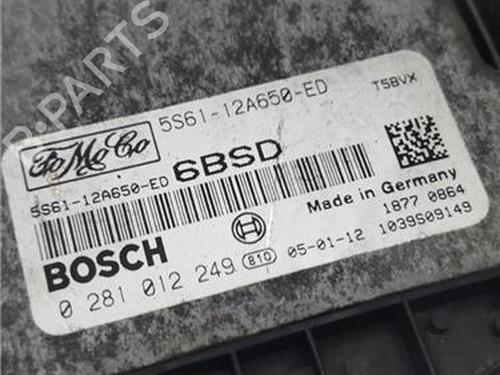 B-PARTS
FoMoCo
5S61-12A650-ED
T5BVX
5S61-12A650-ED 6BSD
Made in Germany
BOSCH
1877 0864
0 281 012 249 810 05-01-12 1039S09149